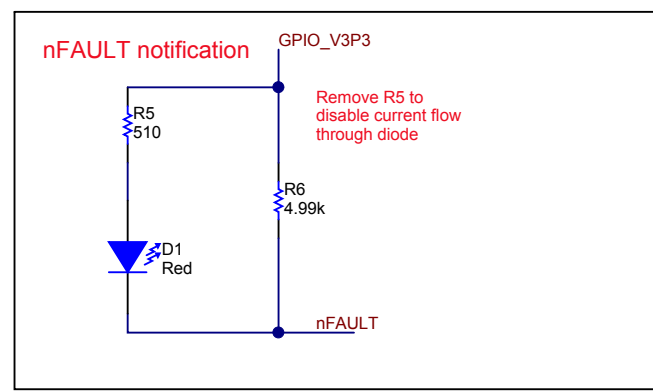 GPIO_V3P3
nFAULT notification
Remove R5 to
disable current flow
through diode
R5
510
R6
4.99k
D1
Red
nFAULT